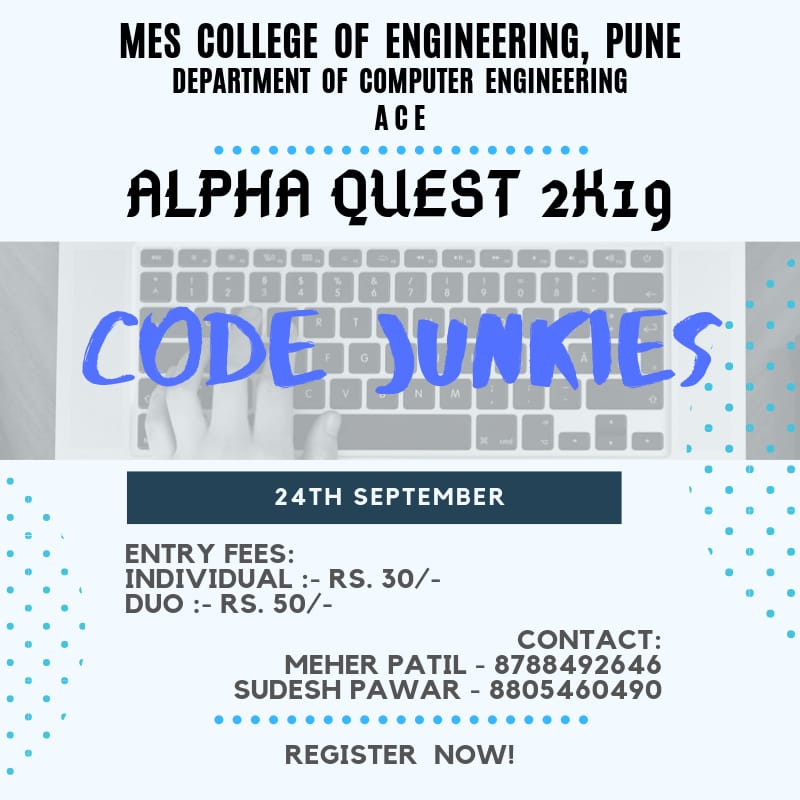 MES COLLEGE OF ENGINEERING, PUNE
DEPARTMENT OF COMPUTER ENGINEERING
ACE
ALPHA QUEST 2K19
CODE JUNKIES
24TH SEPTEMBER
ENTRY FEES:
INDIVIDUAL :- RS. 30/-
DUO :- RS. 50/-
CONTACT:
MEHER PATIL - 8788492646
SUDESH PAWAR - 8805460490
REGISTER NOW!